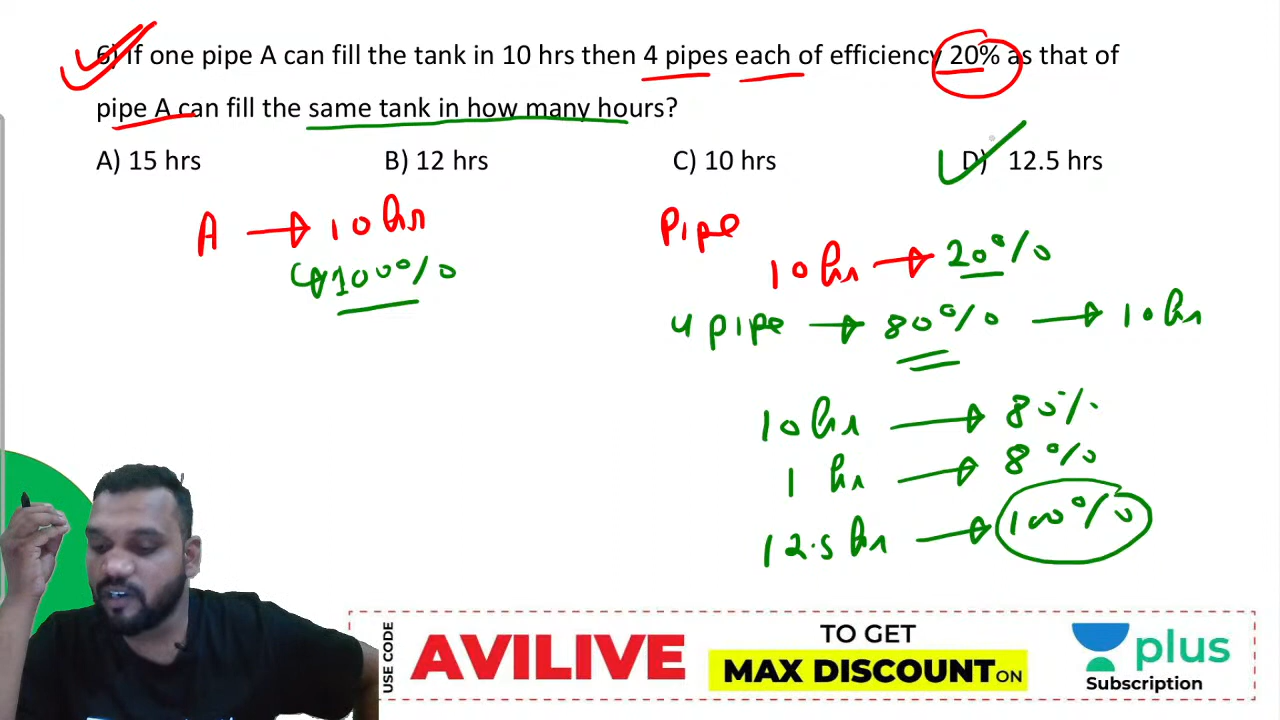 6) If one pipe A can fill the tank in 10 hrs then 4 pipes each of efficiency 20% as that of
pipe A can fill the same tank in how many hours?
A) 15 hrs B) 12 hrs C) 10 hrs D) 12.5 hrs
A → 10 hr
↳ 100%
Pipe
10 hr → 20%
4 pipe → 80% → 10 hr
10 hr → 80%
1 hr → 8%
12.5 hr → 100%
USE CODE
AVILIVE
TO GET
MAX DISCOUNT ON
plus
Subscription